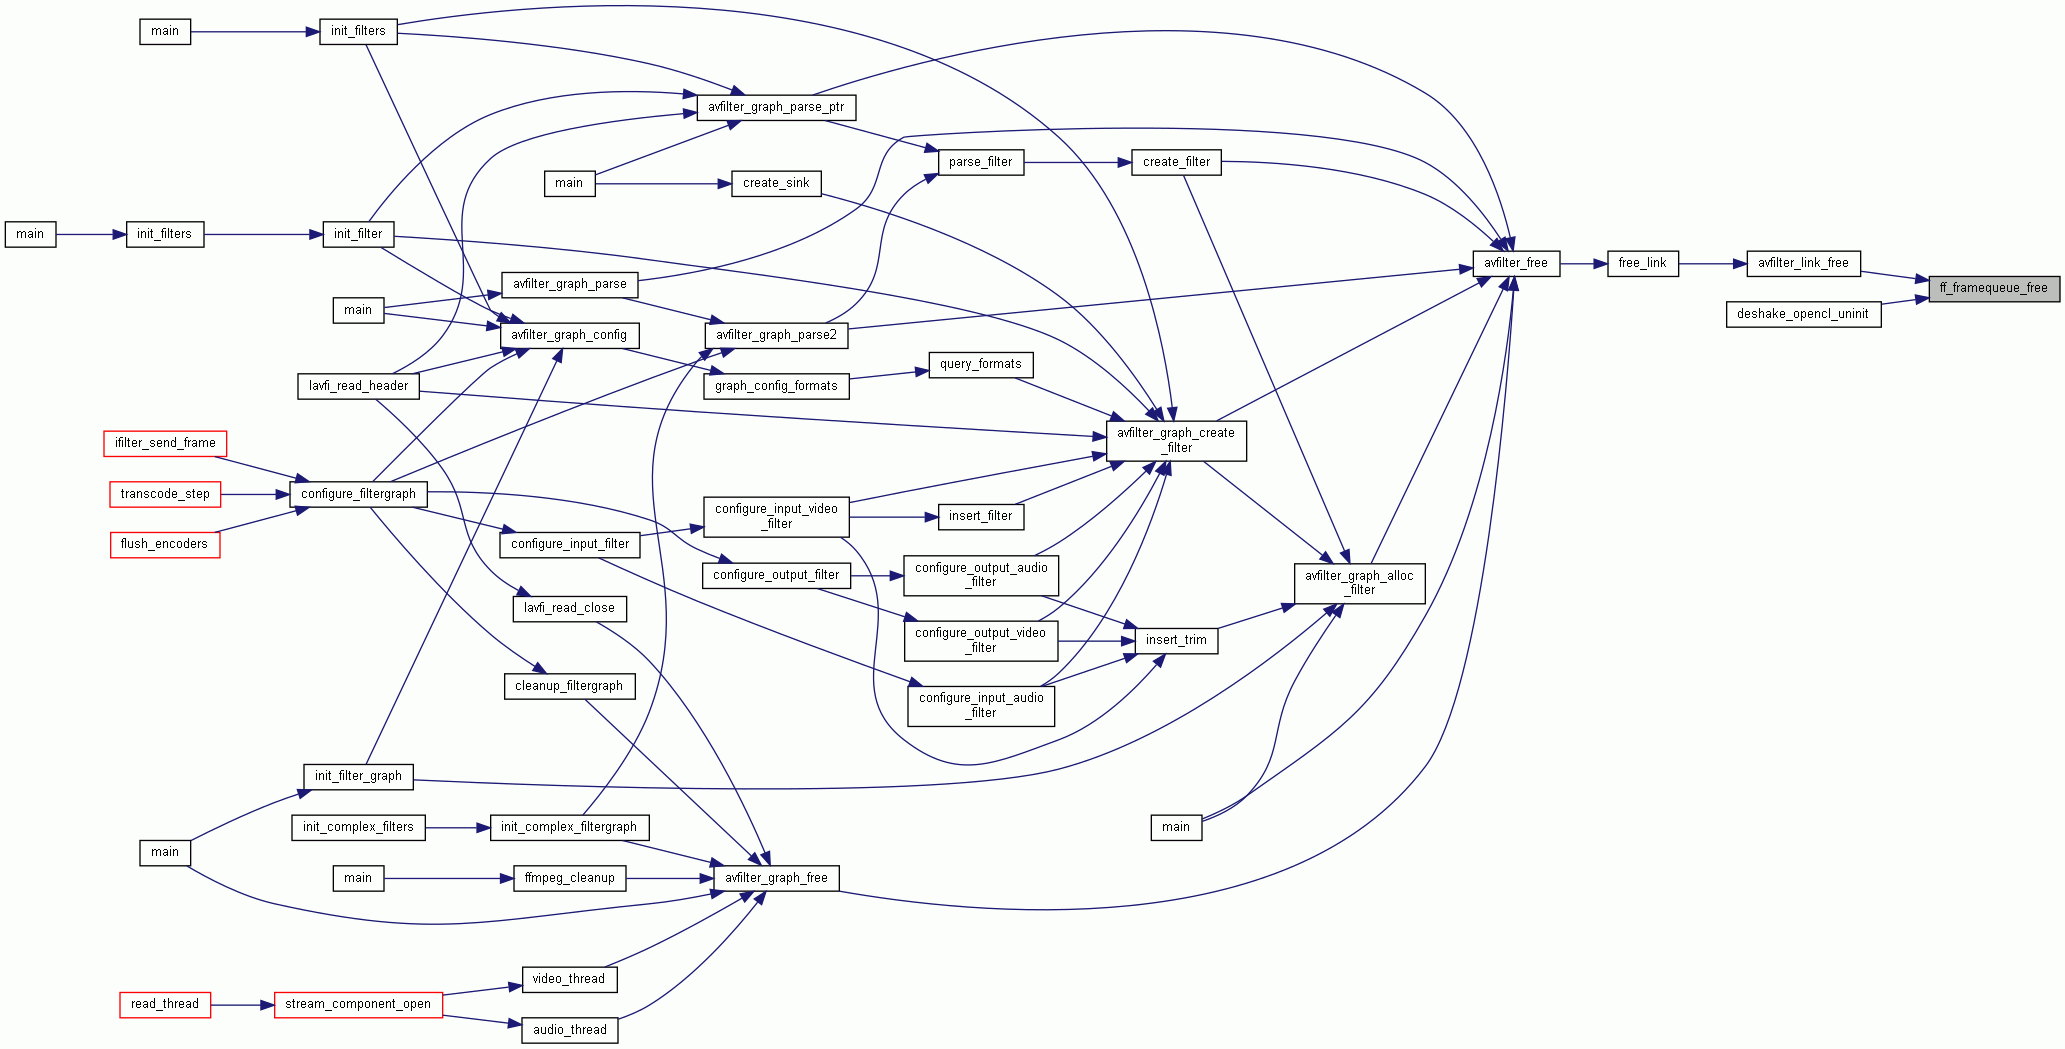 main
init_filters
avfilter_graph_parse_ptr
parse_filter
create_filter
main
create_sink
main
init_filters
init_filter
avfilter_free
free_link
avfilter_link_free
avfilter_graph_parse
ff_framequeue_free
main
deshake_opencl_uninit
avfilter_graph_config
avfilter_graph_parse2
query_formats
lavfi_read_header
graph_config_formats
ifilter_send_frame
avfilter_graph_create
_filter
transcode_step
configure_filtergraph
configure_input_video
_filter
insert_filter
flush_encoders
configure_input_filter
configure_output_filter
configure_output_audio
_filter
avfilter_graph_alloc
_filter
lavfi_read_close
configure_output_video
_filter
insert_trim
cleanup_filtergraph
configure_input_audio
_filter
init_filter_graph
init_complex_filters
init_complex_filtergraph
main
main
main
ffmpeg_cleanup
avfilter_graph_free
video_thread
read_thread
stream_component_open
audio_thread